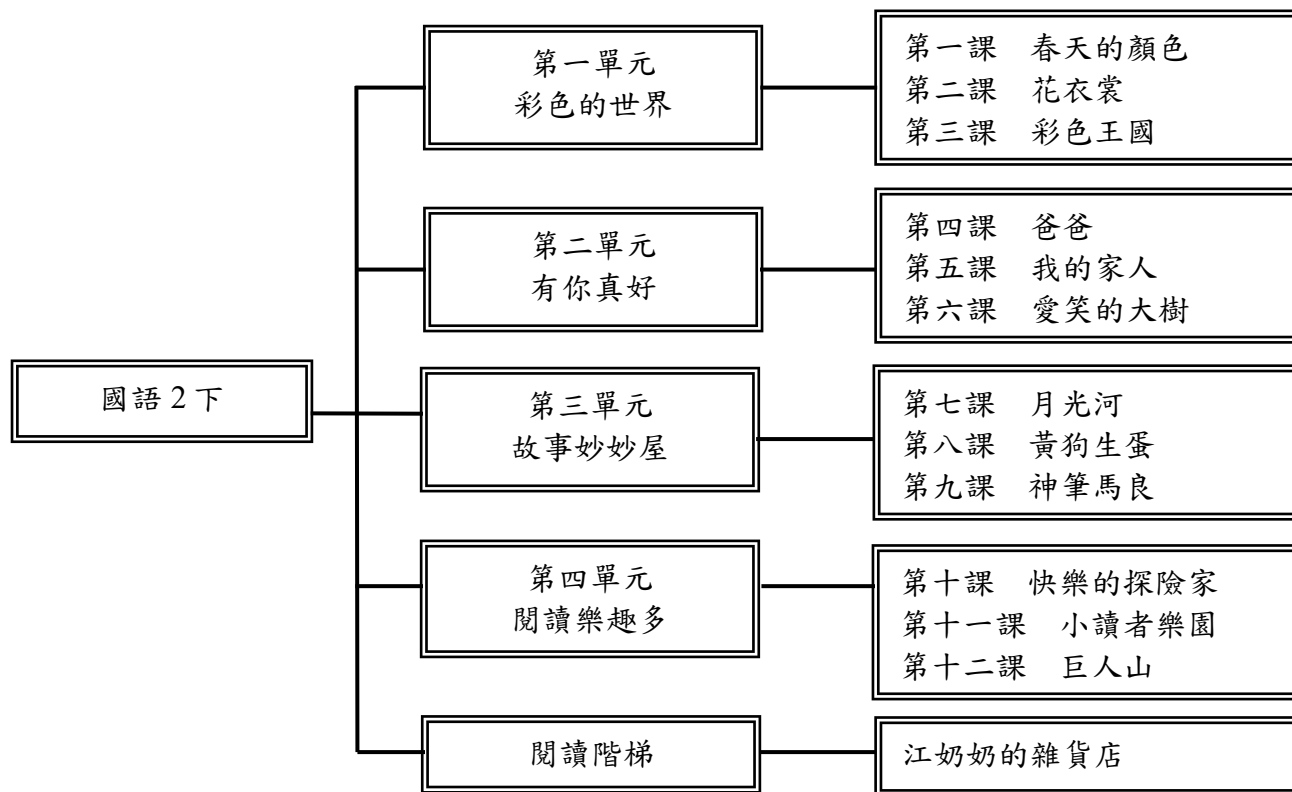 國語2下
第一單元
彩色的世界
第一課　春天的顏色
第二課　花衣裳
第三課　彩色王國
第二單元
有你真好
第四課　爸爸
第五課　我的家人
第六課　愛笑的大樹
第三單元
故事妙妙屋
第七課　月光河
第八課　黃狗生蛋
第九課　神筆馬良
第四單元
閱讀樂趣多
第十課　快樂的探險家
第十一課　小讀者樂園
第十二課　巨人山
閱讀階梯
江奶奶的雜貨店